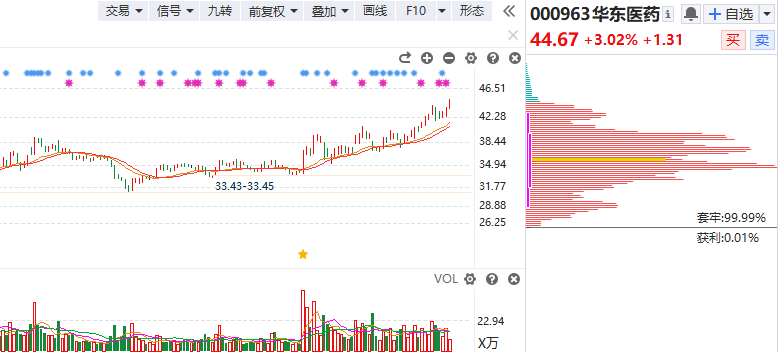 交易 信号 九转 前复权 叠加 画线 F10 形态
000963华东医药 自选
44.67 +3.02% +1.31 买 卖
46.51
42.28
38.44
34.94
31.77
28.88
26.25
33.43-33.45
套牢:99.99%
获利:0.01%
VOL
22.94
X万